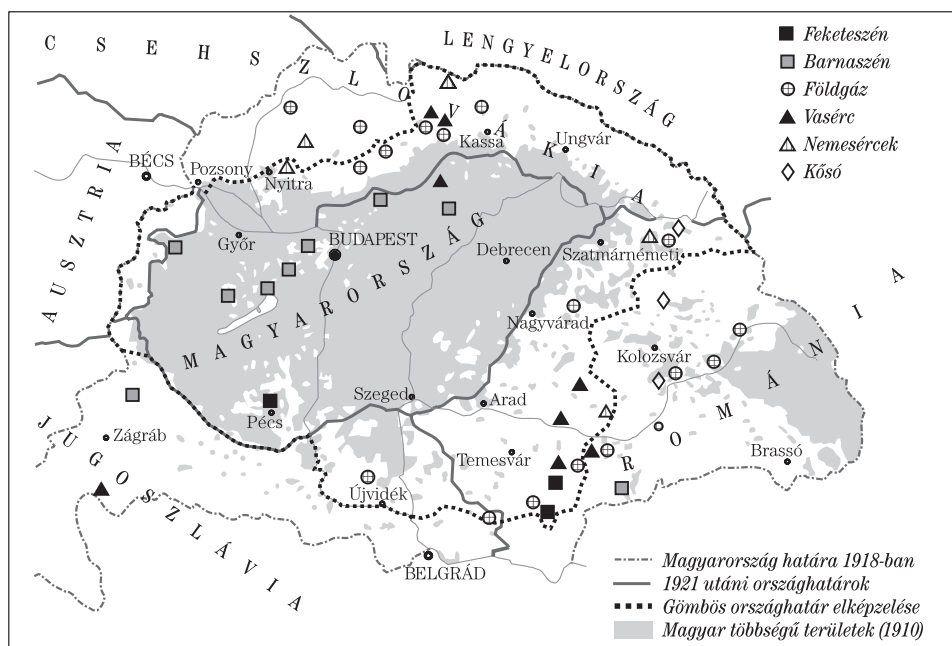 CSEHSZLOVÁKIA
LENGYELORSZÁG
AUSZTRIA
MAGYARORSZÁG
ROMÁNIA
JUGOSZLÁVIA
BÉCS
Pozsony
Nyitra
Kassa
Ungvár
Győr
BUDAPEST
Debrecen
Szatmárnémeti
Nagyvárad
Kolozsvár
Pécs
Szeged
Arad
Zágráb
Temesvár
Brassó
Újvidék
BELGRÁD
Feketeszén
Barnaszén
Földgáz
Vasérc
Nemesércek
Kősó
Magyarország határa 1918-ban
1921 utáni országhatárok
Gömbös országhatár elképzelése
Magyar többségű területek (1910)